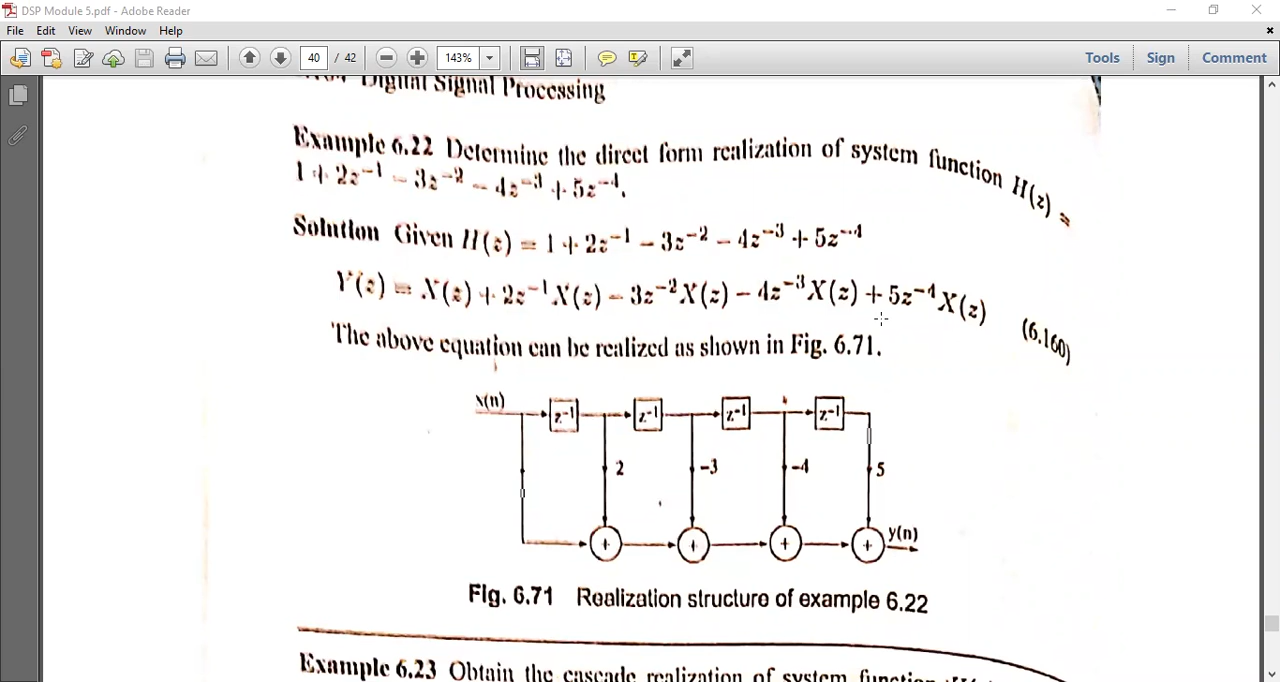 DSP Module 5.pdf - Adobe Reader
File Edit View Window Help
40 / 42 143% Tools Sign Comment
Digital Signal Processing
Example 6.22 Determine the direct form realization of system function H(z) =
1 + 2z⁻¹ − 3z⁻² − 4z⁻³ + 5z⁻⁴.
Solution Given H(z) = 1 + 2z⁻¹ − 3z⁻² − 4z⁻³ + 5z⁻⁴
Y(z) = X(z) + 2z⁻¹X(z) − 3z⁻²X(z) − 4z⁻³X(z) + 5z⁻⁴X(z) (6.160)
The above equation can be realized as shown in Fig. 6.71.
x(n) z⁻¹ z⁻¹ z⁻¹ z⁻¹
2 −3 −4 5
+ + + + y(n)
Fig. 6.71 Realization structure of example 6.22
Example 6.23 Obtain the cascade realization of system function